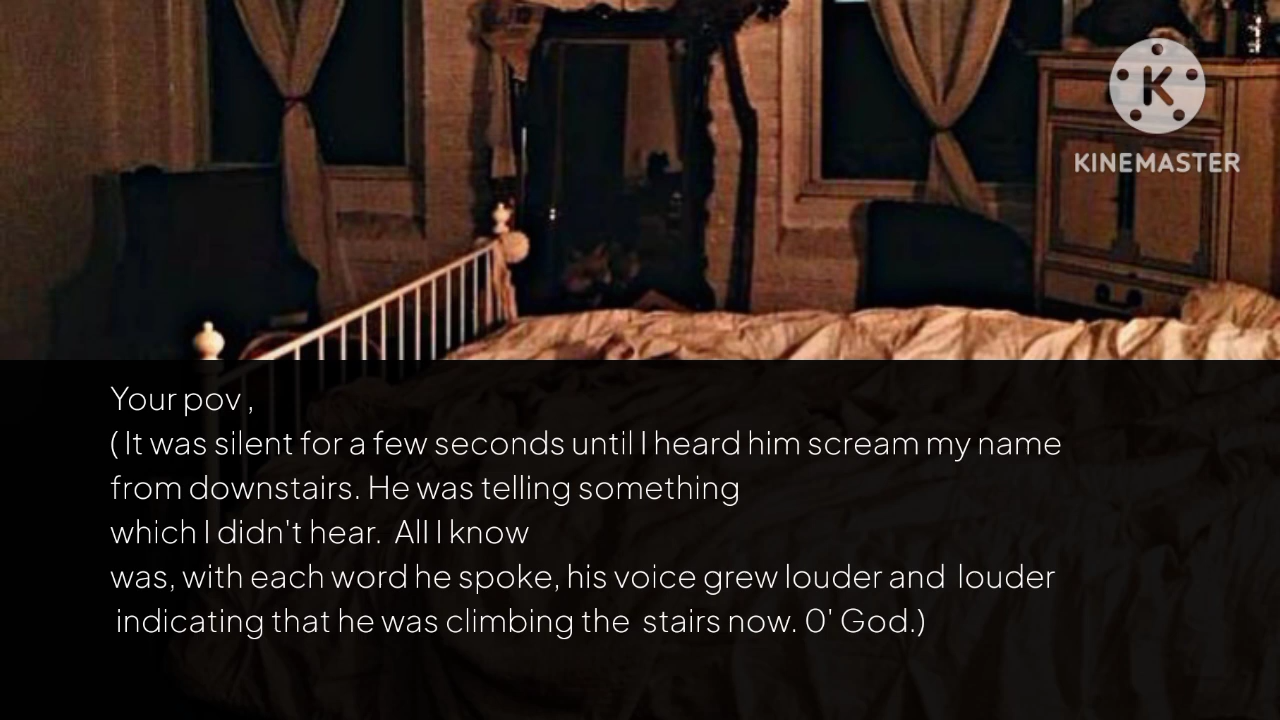 KINEMASTER
Your pov ,
( It was silent for a few seconds until I heard him scream my name
from downstairs. He was telling something
which I didn't hear.  All I know
was, with each word he spoke, his voice grew louder and  louder
indicating that he was climbing the  stairs now. O' God.)